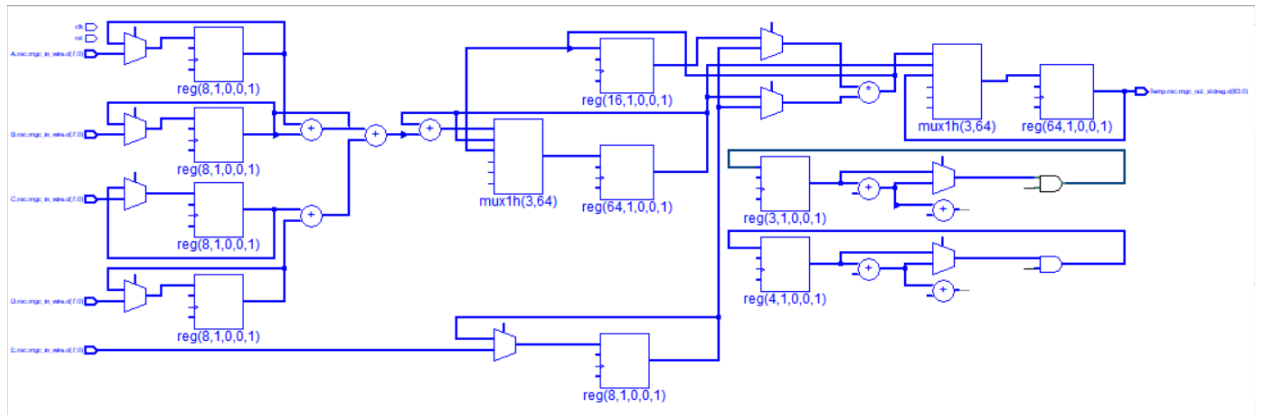 clk
rst
A:rsc:mgc_in_wire.d(7:0)
reg(8,1,0,0,1)
B:rsc:mgc_in_wire.d(7:0)
reg(8,1,0,0,1)
C:rsc:mgc_in_wire.d(7:0)
reg(8,1,0,0,1)
D:rsc:mgc_in_wire.d(7:0)
reg(8,1,0,0,1)
E:rsc:mgc_in_wire.d(7:0)
+
+
+
+
mux1h(3,64)
reg(16,1,0,0,1)
reg(64,1,0,0,1)
reg(8,1,0,0,1)
*
mux1h(3,64)
reg(64,1,0,0,1)
Temp:rsc:mgc_out_stdreg.d(63:0)
reg(3,1,0,0,1)
+
+
reg(4,1,0,0,1)
+
+